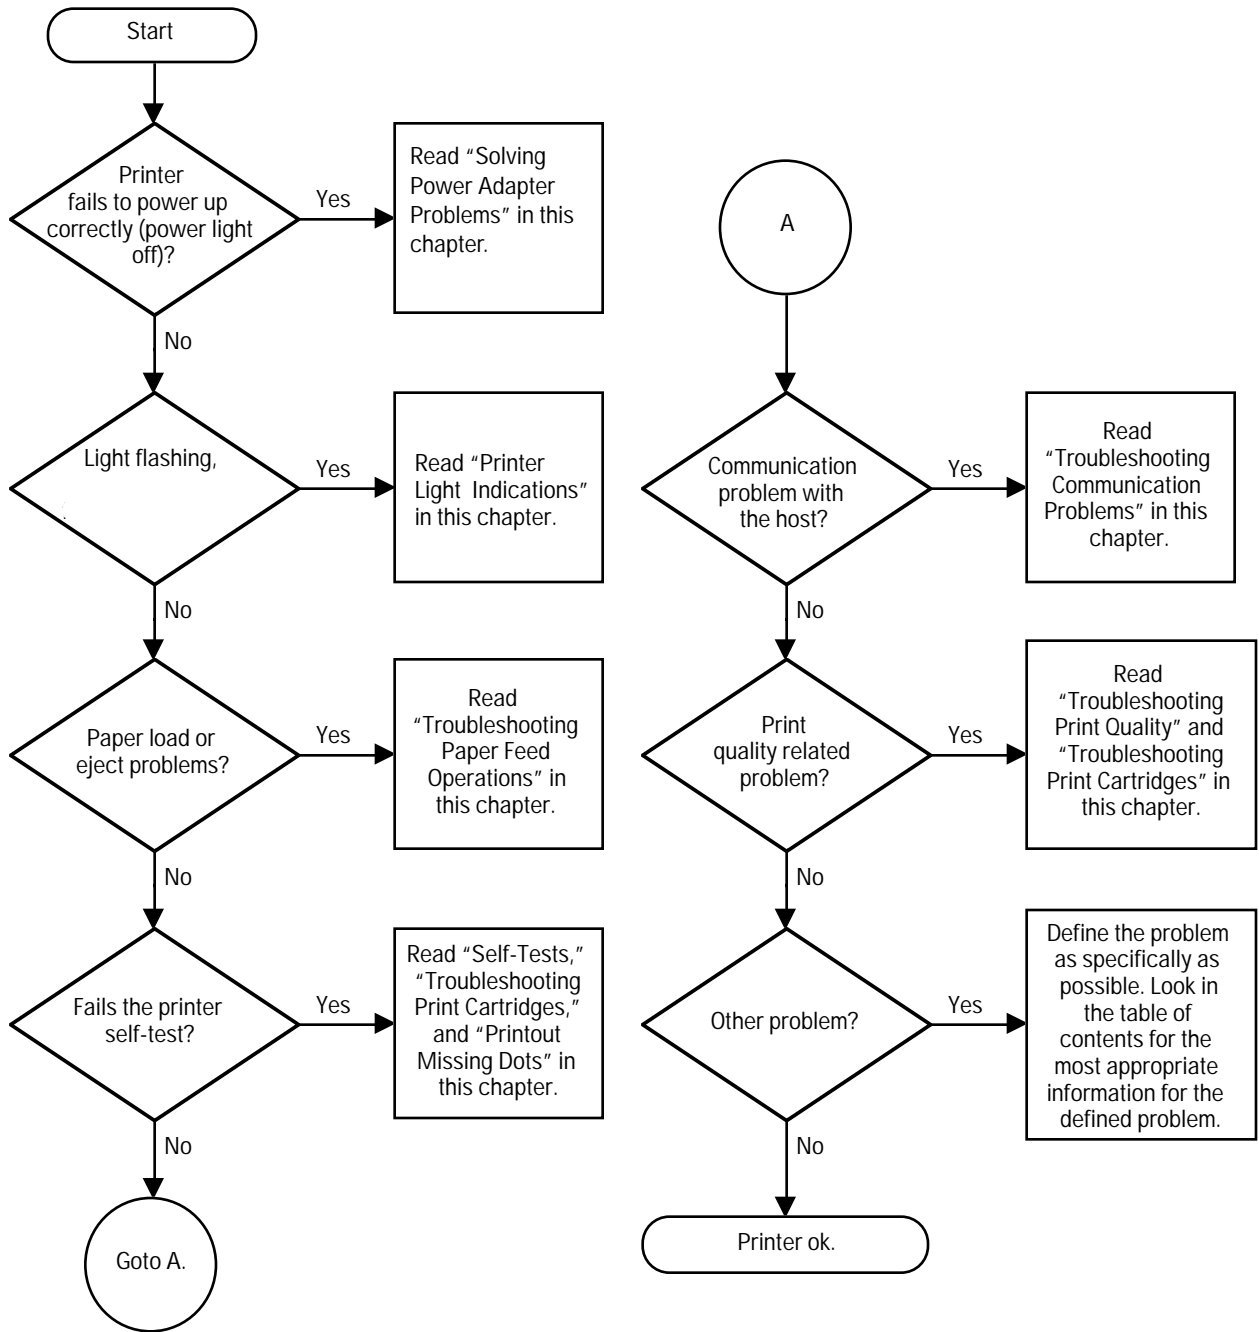 Start
Printer
fails to power up
correctly (power light
off)?
Yes
Read “Solving
Power Adapter
Problems” in this
chapter.
No
Light flashing,
Yes
Read “Printer
Light Indications”
in this chapter.
No
Paper load or
eject problems?
Yes
Read
“Troubleshooting
Paper Feed
Operations” in
this chapter.
No
Fails the printer
self-test?
Yes
Read “Self-Tests,”
“Troubleshooting
Print Cartridges,”
and “Printout
Missing Dots” in
this chapter.
No
Goto A.
A
Communication
problem with
the host?
Yes
Read
“Troubleshooting
Communication
Problems” in this
chapter.
No
Print
quality related
problem?
Yes
Read
“Troubleshooting
Print Quality” and
“Troubleshooting
Print Cartridges” in
this chapter.
No
Other problem?
Yes
Define the problem
as specifically as
possible. Look in
the table of
contents for the
most appropriate
information for the
defined problem.
No
Printer ok.